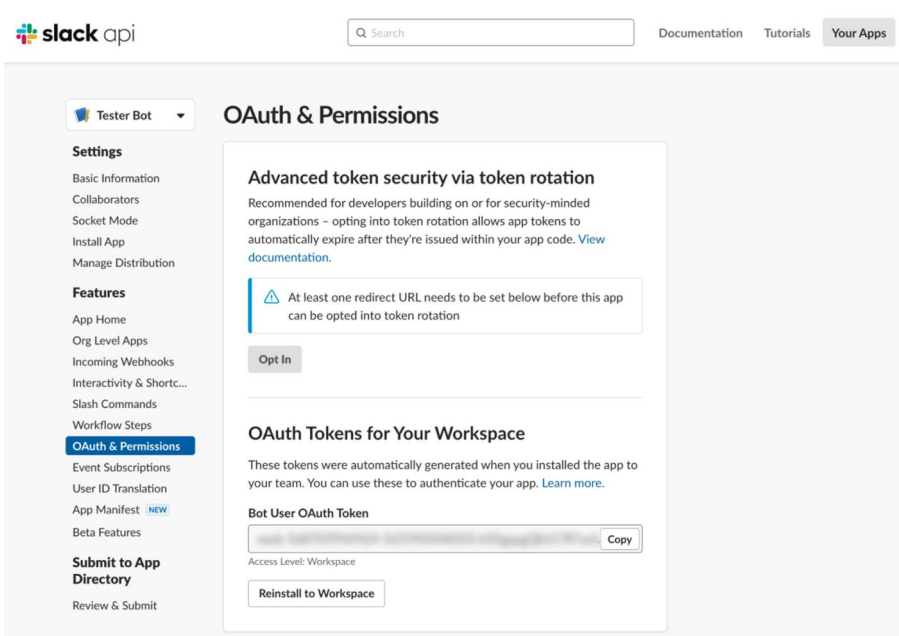 slack api
Search
Documentation
Tutorials
Your Apps
Tester Bot
Settings
Basic Information
Collaborators
Socket Mode
Install App
Manage Distribution
Features
App Home
Org Level Apps
Incoming Webhooks
Interactivity & Shortc...
Slash Commands
Workflow Steps
OAuth & Permissions
Event Subscriptions
User ID Translation
App Manifest NEW
Beta Features
Submit to App
Directory
Review & Submit
OAuth & Permissions
Advanced token security via token rotation
Recommended for developers building on or for security-minded
organizations – opting into token rotation allows app tokens to
automatically expire after they're issued within your app code. View
documentation.
At least one redirect URL needs to be set below before this app
can be opted into token rotation
Opt In
OAuth Tokens for Your Workspace
These tokens were automatically generated when you installed the app to
your team. You can use these to authenticate your app. Learn more.
Bot User OAuth Token
Copy
Access Level: Workspace
Reinstall to Workspace